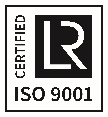 CERTIFIED
LR
ISO 9001